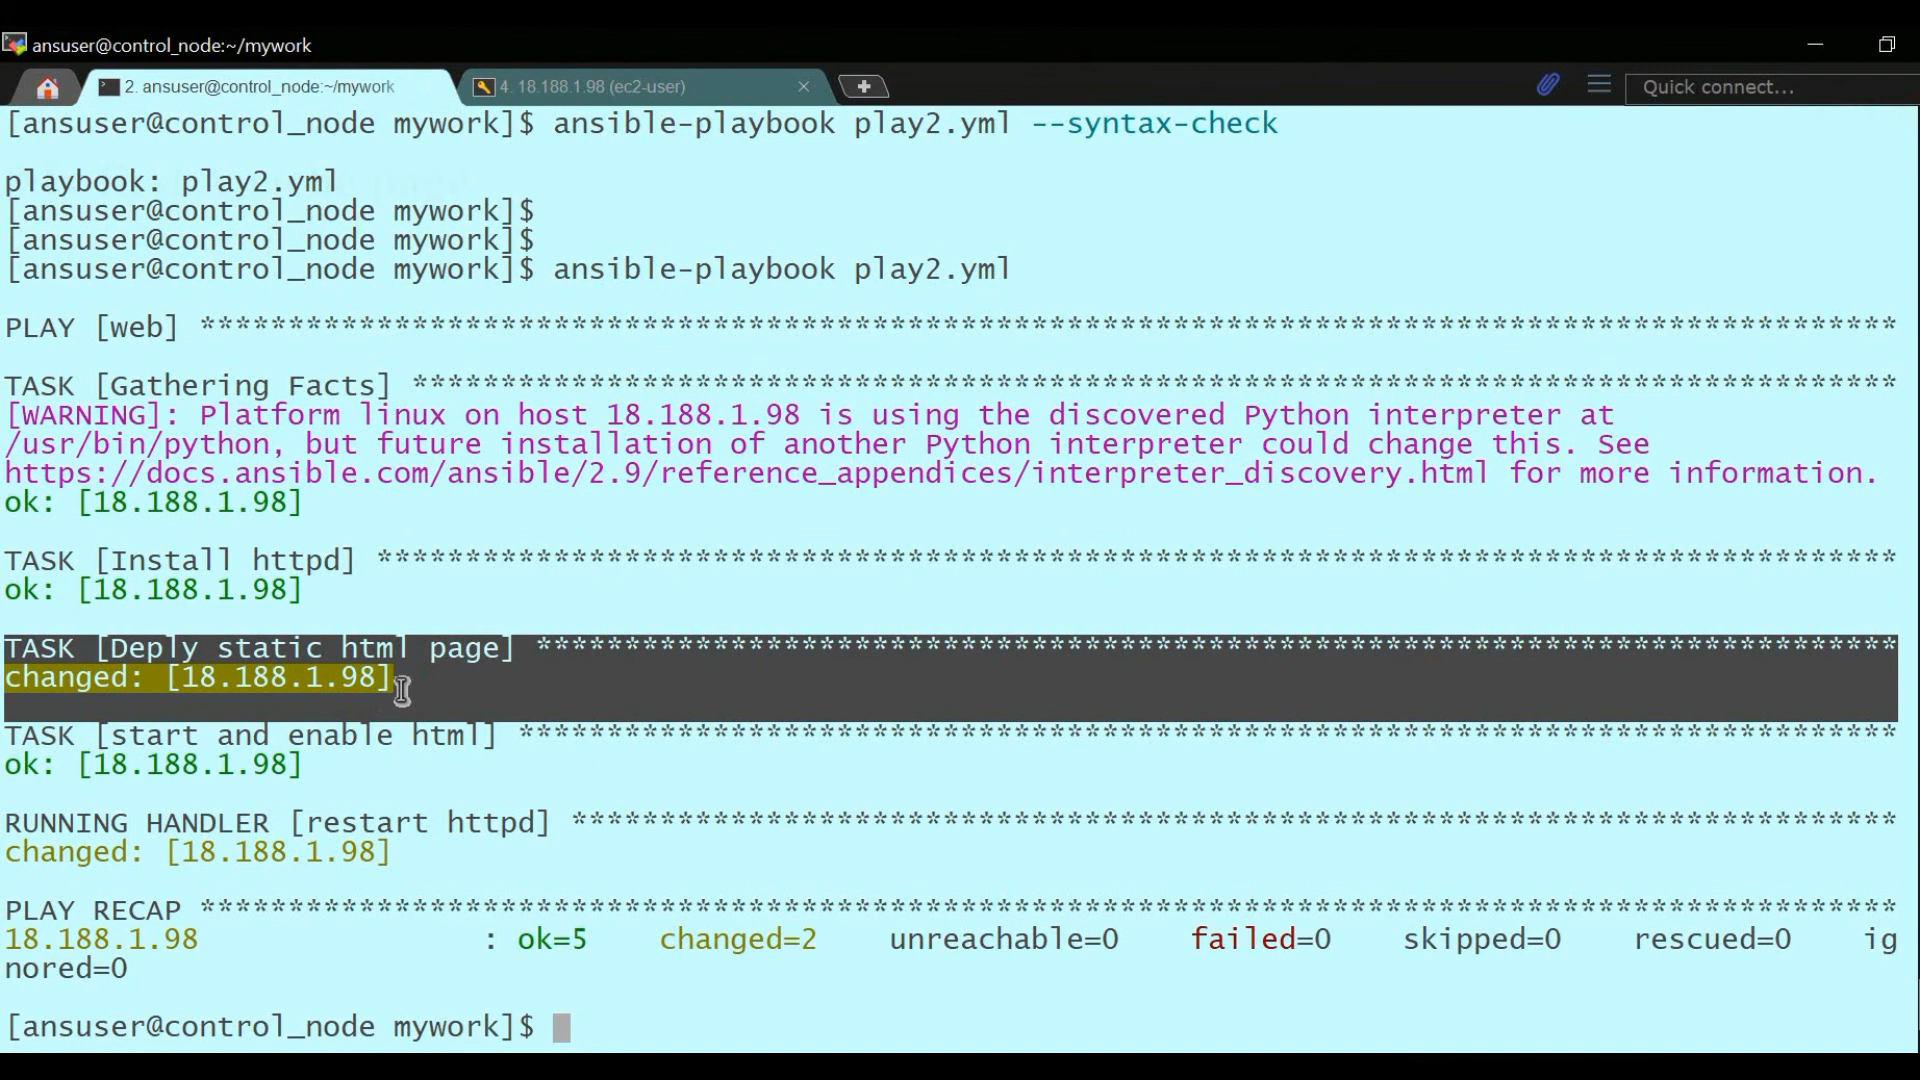 ansuser@control_node:~/mywork
2. ansuser@control_node:~/mywork
4. 18.188.1.98 (ec2-user)
Quick connect...
[ansuser@control_node mywork]$ ansible-playbook play2.yml --syntax-check
playbook: play2.yml
[ansuser@control_node mywork]$
[ansuser@control_node mywork]$
[ansuser@control_node mywork]$ ansible-playbook play2.yml
PLAY [web] ************************************************************************************************
TASK [Gathering Facts] ************************************************************************************
[WARNING]: Platform linux on host 18.188.1.98 is using the discovered Python interpreter at
/usr/bin/python, but future installation of another Python interpreter could change this. See
https://docs.ansible.com/ansible/2.9/reference_appendices/interpreter_discovery.html for more information.
ok: [18.188.1.98]
TASK [Install httpd] **************************************************************************************
ok: [18.188.1.98]
TASK [Deply static html page] *****************************************************************************
changed: [18.188.1.98]
TASK [start and enable html] ******************************************************************************
ok: [18.188.1.98]
RUNNING HANDLER [restart httpd] ***************************************************************************
changed: [18.188.1.98]
PLAY RECAP ************************************************************************************************
18.188.1.98 : ok=5 changed=2 unreachable=0 failed=0 skipped=0 rescued=0 ig
nored=0
[ansuser@control_node mywork]$